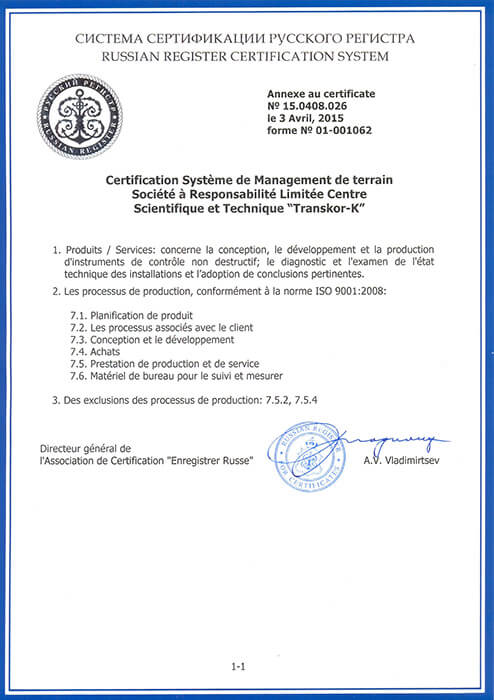 СИСТЕМА СЕРТИФИКАЦИИ РУССКОГО РЕГИСТРА
RUSSIAN REGISTER CERTIFICATION SYSTEM
РУССКИЙ РЕГИСТР
RUSSIAN REGISTER
Annexe au certificate
№ 15.0408.026
le 3 Avril, 2015
forme № 01-001062
Certification Système de Management de terrain
Société à Responsabilité Limitée Centre
Scientifique et Technique “Transkor-K”
1. Produits / Services: concerne la conception, le développement et la production
d'instruments de contrôle non destructif; le diagnostic et l'examen de l'état
technique des installations et l'adoption de conclusions pertinentes.
2. Les processus de production, conformément à la norme ISO 9001:2008:
7.1. Planification de produit
7.2. Les processus associés avec le client
7.3. Conception et le développement
7.4. Achats
7.5. Prestation de production et de service
7.6. Matériel de bureau pour le suivi et mesurer
3. Des exclusions des processus de production: 7.5.2, 7.5.4
Directeur général de
l'Association de Certification "Enregistrer Russe"
RUSSIAN REGISTER
FOR CERTIFICATES
A.V. Vladimirtsev
1-1